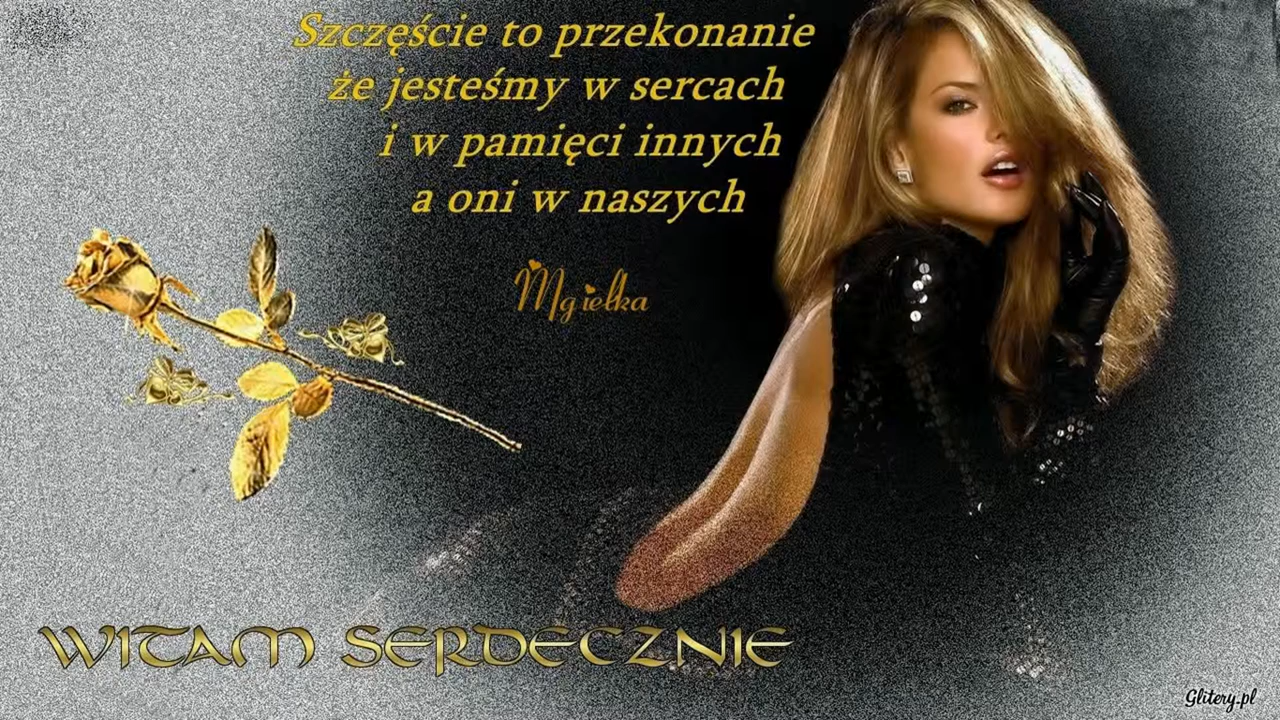 Szczęście to przekonanie
że jesteśmy w sercach
i w pamięci innych
a oni w naszych
Mgiełka
WITAM SERDECZNIE
Glitery.pl